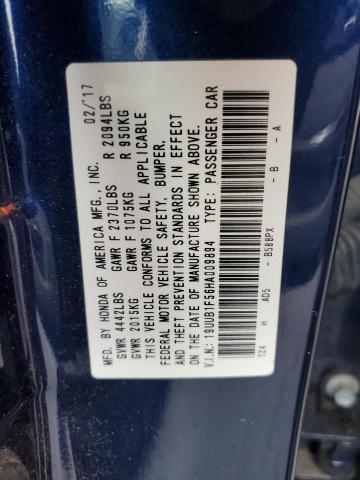 MFD. BY HONDA OF AMERICA MFG., INC. 02/'17
GVWR 4442LBS GAWR F 2370LBS R 2094LBS
GVWR 2015KG GAWR F 1075KG R 950KG
THIS VEHICLE CONFORMS TO ALL APPLICABLE
FEDERAL MOTOR VEHICLE SAFETY, BUMPER,
AND THEFT PREVENTION STANDARDS IN EFFECT
ON THE DATE OF MANUFACTURE SHOWN ABOVE.
V.I.N.: 19UUB1F56HA009894 TYPE: PASSENGER CAR
TZ4 H AD5 - B588PX - B - A